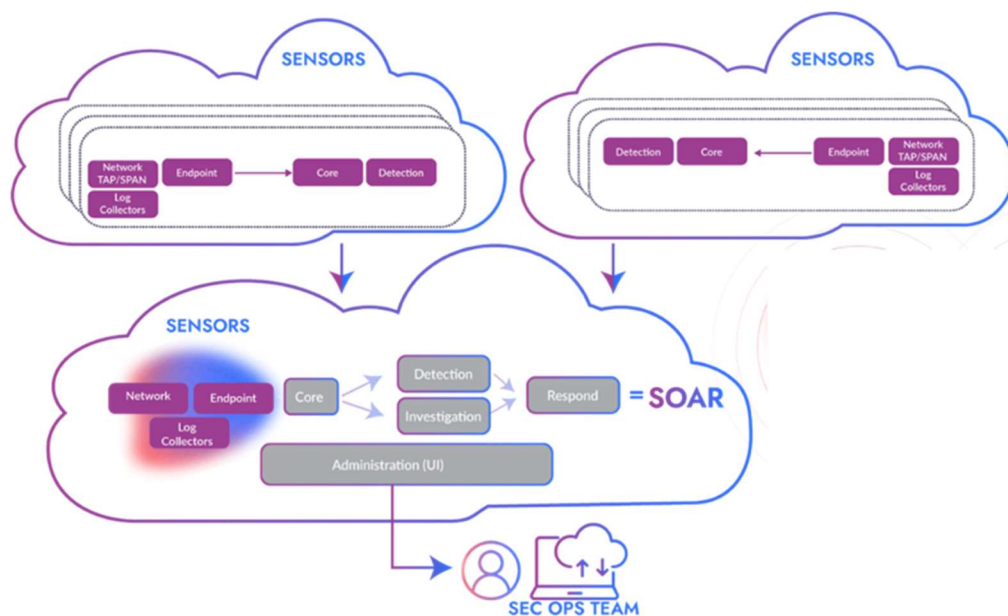 SENSORS
Network
TAP/SPAN
Endpoint
Core
Detection
Log
Collectors
SENSORS
Detection
Core
Endpoint
Network
TAP/SPAN
Log
Collectors
SENSORS
Network
Endpoint
Log
Collectors
Core
Detection
Investigation
Respond
= SOAR
Administration (UI)
SEC OPS TEAM